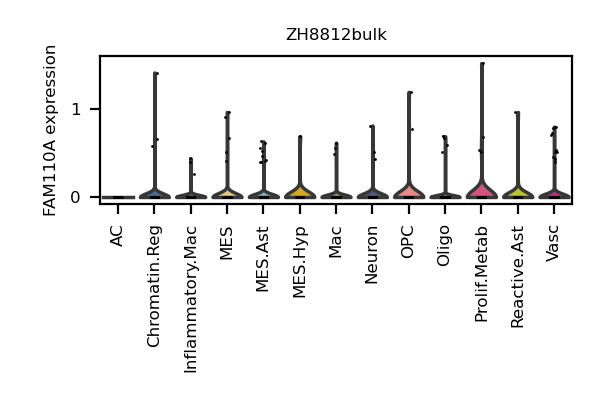 ZH8812bulk
FAM110A expression
1
0
AC
Chromatin.Reg
Inflammatory.Mac
MES
MES.Ast
MES.Hyp
Mac
Neuron
OPC
Oligo
Prolif.Metab
Reactive.Ast
Vasc